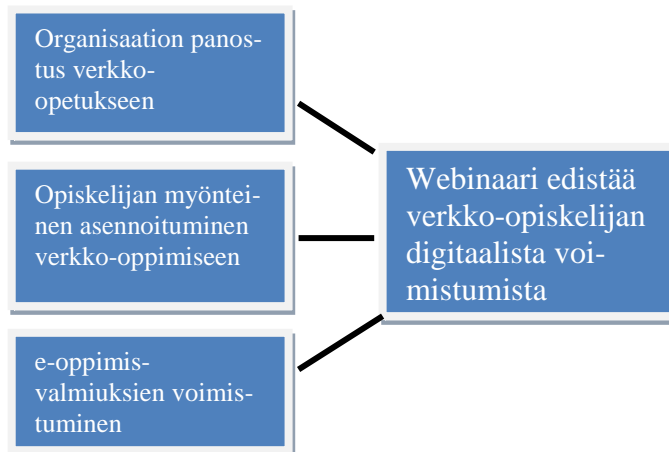 Organisaation panos-
tus verkko-
opetukseen
Opiskelijan myöntei-
nen asennoituminen
verkko-oppimiseen
e-oppimis-
valmiuksien voimis-
tuminen
Webinaari edistää
verkko-opiskelijan
digitaalista voi-
mistumista